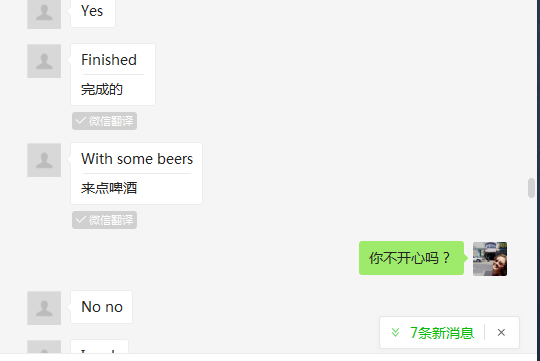 Yes
Finished
完成的
微信翻译
With some beers
来点啤酒
微信翻译
你不开心吗？
No no
7条新消息